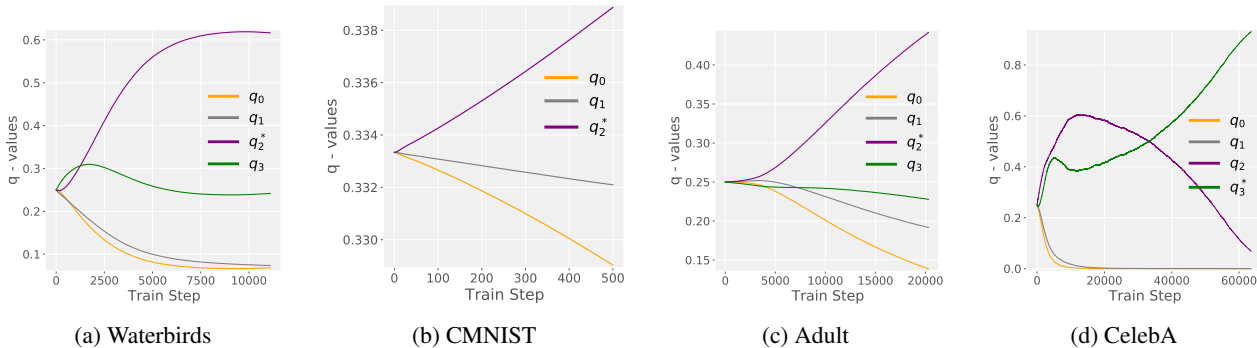 0.6
0.5
0.4
0.3
0.2
0.1
q - values
0 5000 10000
Train Step
q0
q1
q2*
q3
(a) Waterbirds
0.338
0.336
0.334
0.332
0.330
q - values
0 100 200 300 400 500
Train Step
q0
q1
q2*
(b) CMNIST
0.40
0.35
0.30
0.25
0.20
0.15
q - values
0 5000 10000 15000 20000
Train Step
q0
q1
q2*
q3
(c) Adult
0.8
0.6
0.4
0.2
0.0
q - values
0 20000 40000 60000
Train Step
q0
q1
q2
q3*
(d) CelebA